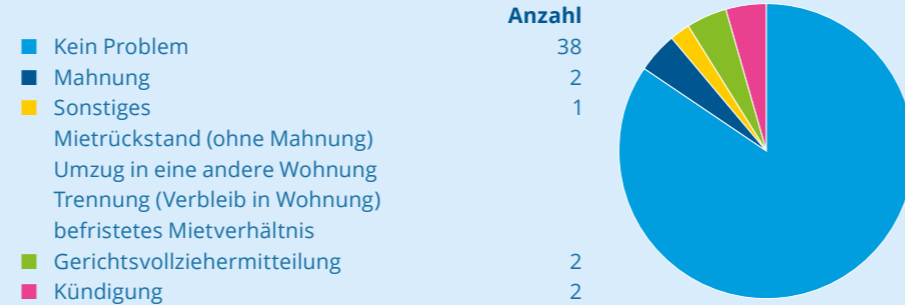 Anzahl
Kein Problem 38
Mahnung 2
Sonstiges 1
Mietrückstand (ohne Mahnung)
Umzug in eine andere Wohnung
Trennung (Verbleib in Wohnung)
befristetes Mietverhältnis
Gerichtsvollziehermitteilung 2
Kündigung 2